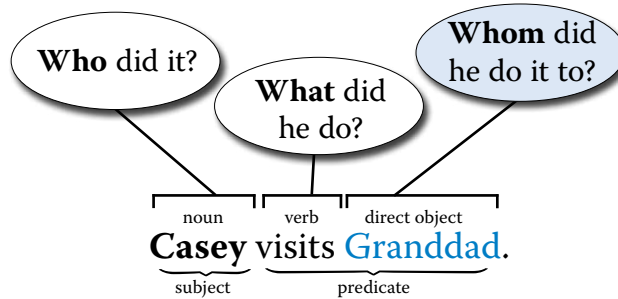 Who did it?
What did
he do?
Whom did
he do it to?
noun verb direct object
Casey visits Granddad.
subject predicate